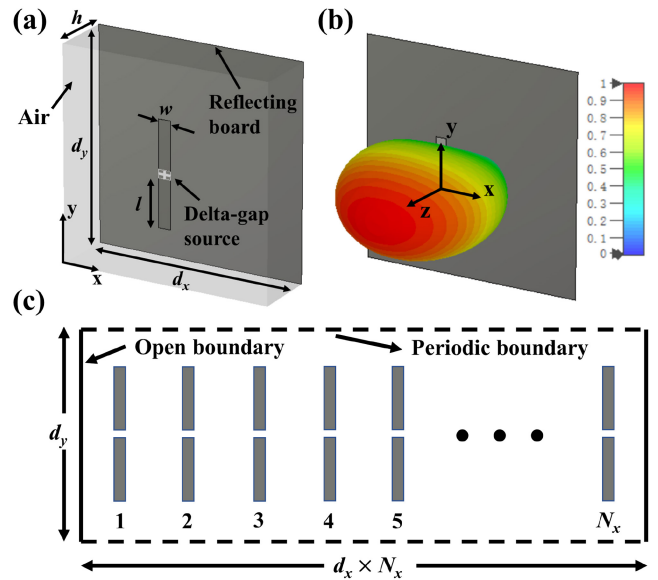 (a)
h
Air
d_y
w
Reflecting
board
l
Delta-gap
source
y
x
d_x
(b)
y
x
z
1
0.9
0.8
0.7
0.6
0.5
0.4
0.3
0.2
0.1
0
(c)
Open boundary
Periodic boundary
d_y
1 2 3 4 5 N_x
d_x × N_x